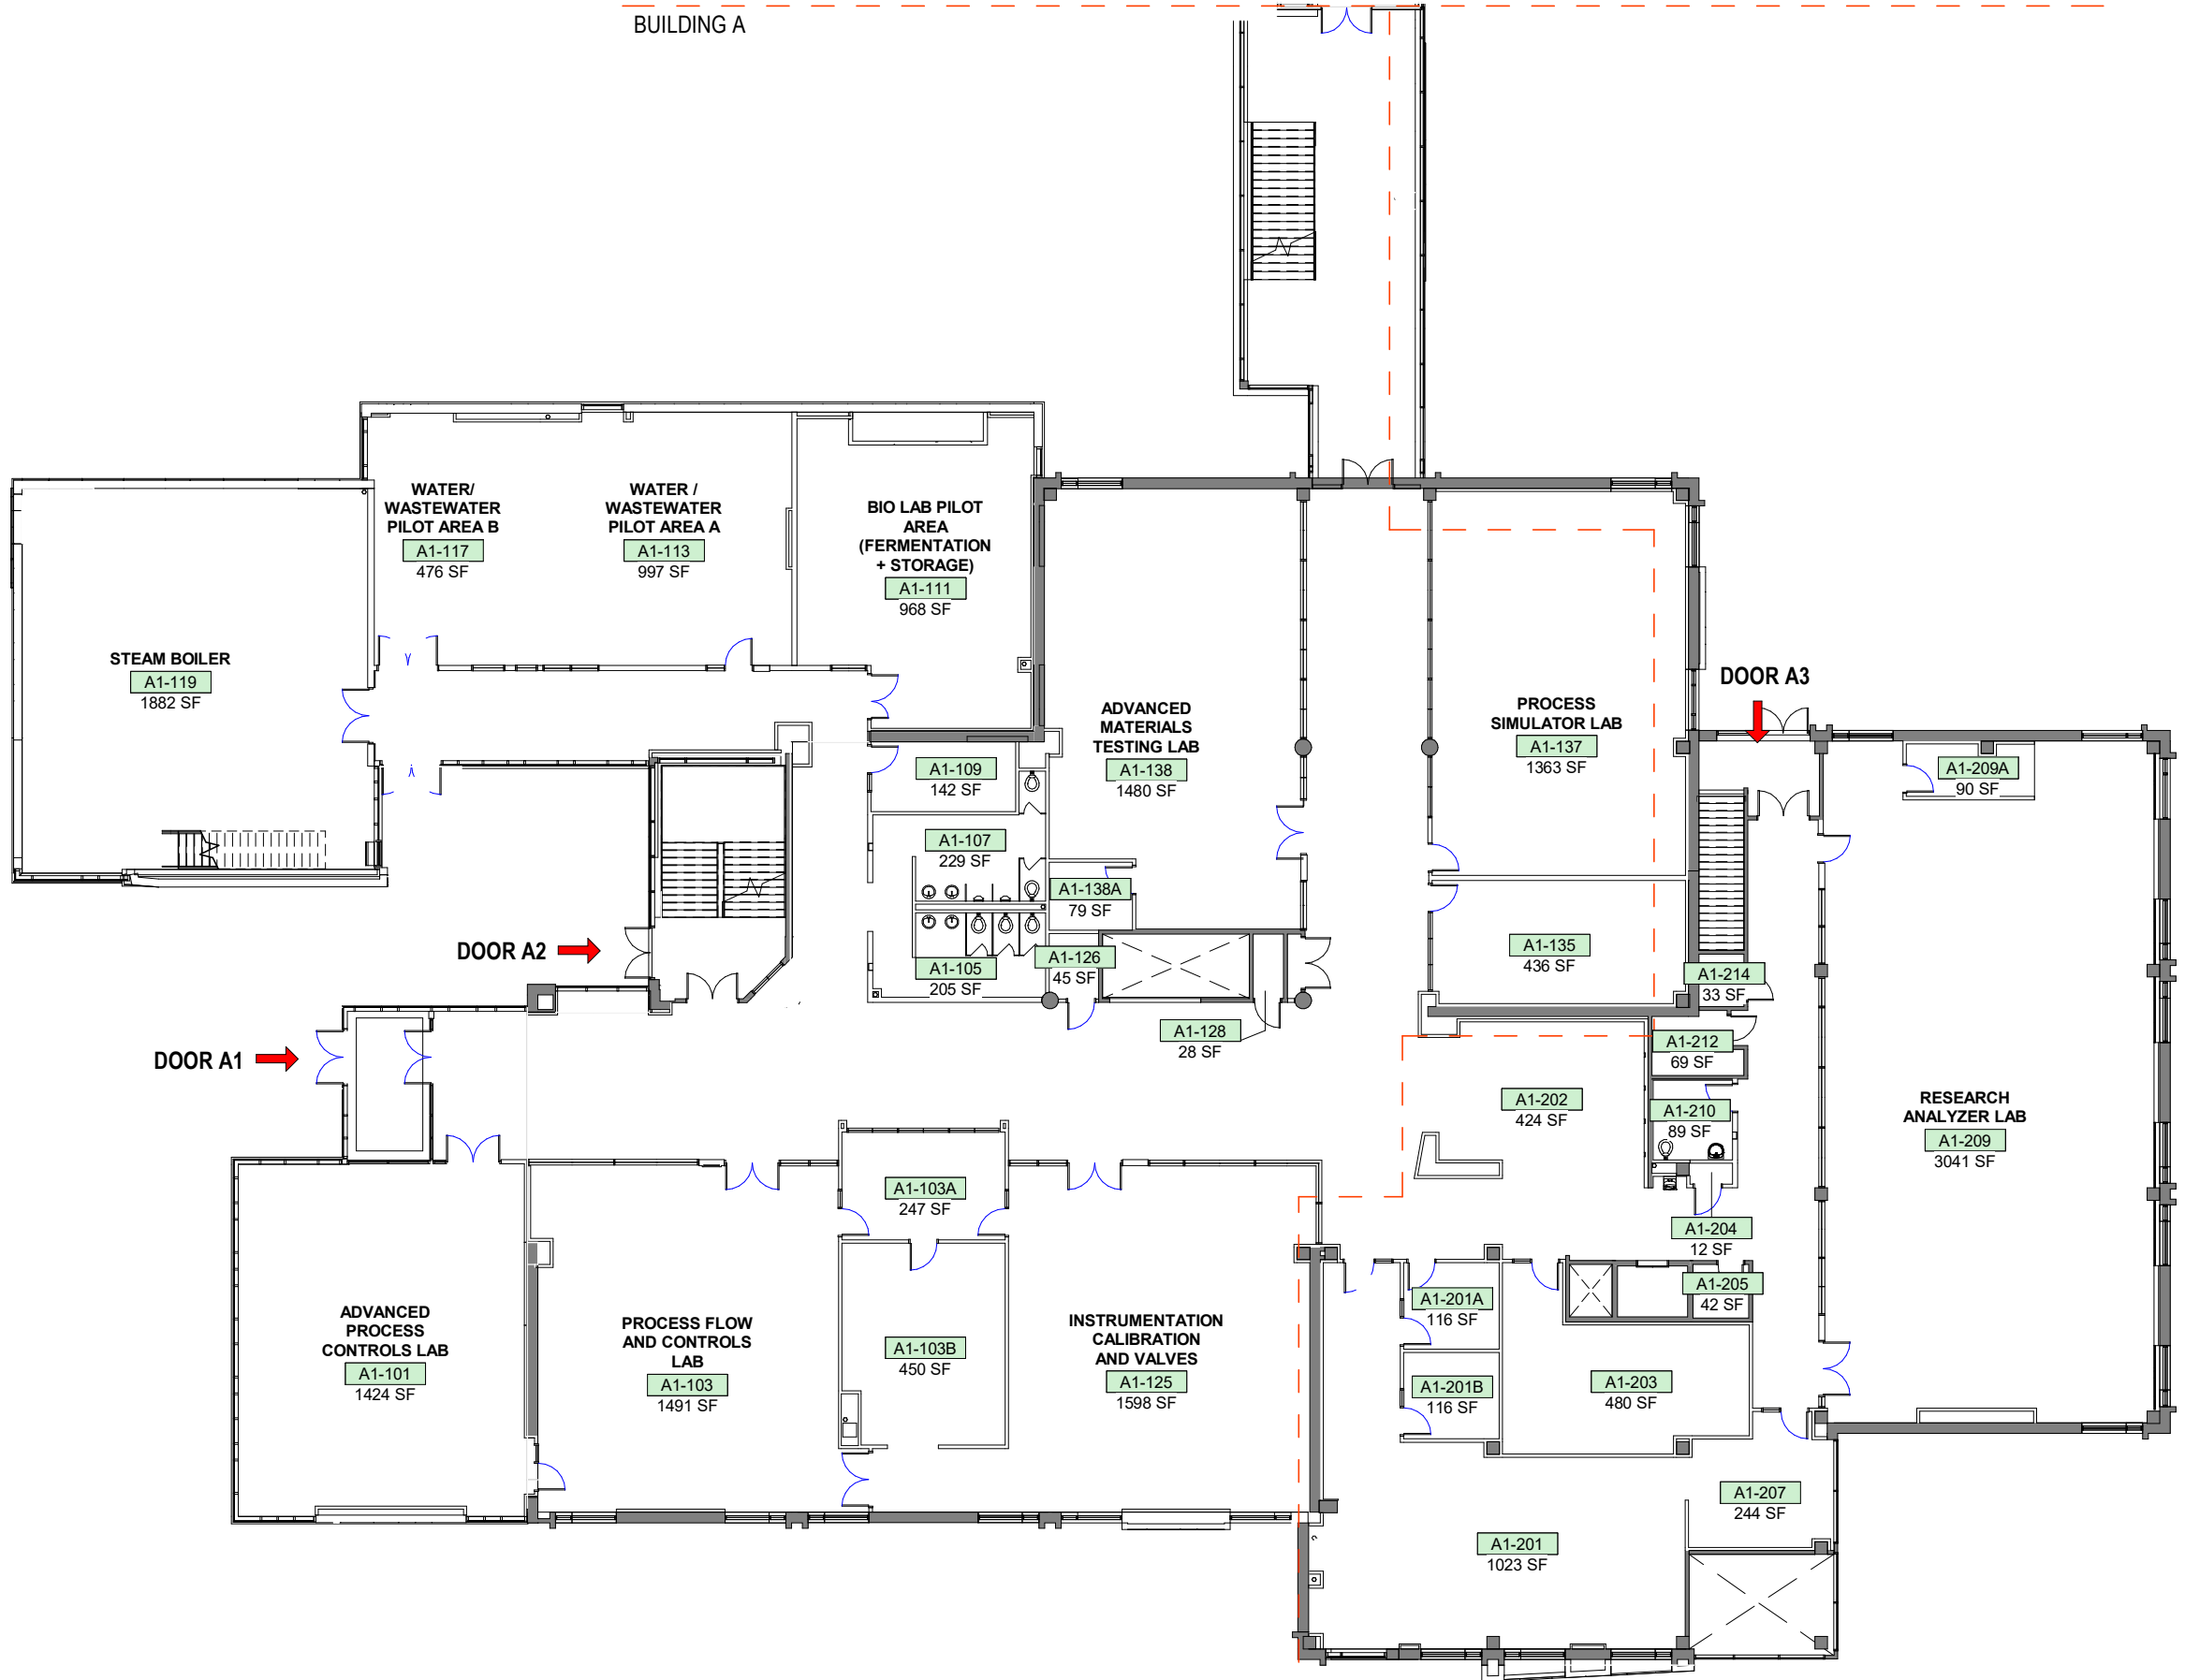 BUILDING A
WATER/
WASTEWATER
PILOT AREA B
A1-117
476 SF
WATER /
WASTEWATER
PILOT AREA A
A1-113
997 SF
BIO LAB PILOT
AREA
(FERMENTATION
+ STORAGE)
A1-111
968 SF
STEAM BOILER
A1-119
1882 SF
ADVANCED
MATERIALS
TESTING LAB
A1-138
1480 SF
PROCESS
SIMULATOR LAB
A1-137
1363 SF
DOOR A3
A1-109
142 SF
A1-209A
90 SF
A1-107
229 SF
A1-138A
79 SF
DOOR A2
A1-105
205 SF
A1-126
45 SF
A1-135
436 SF
A1-214
33 SF
DOOR A1
A1-128
28 SF
A1-212
69 SF
A1-202
424 SF
A1-210
89 SF
RESEARCH
ANALYZER LAB
A1-209
3041 SF
A1-103A
247 SF
A1-204
12 SF
A1-205
42 SF
ADVANCED
PROCESS
CONTROLS LAB
A1-101
1424 SF
PROCESS FLOW
AND CONTROLS
LAB
A1-103
1491 SF
A1-103B
450 SF
INSTRUMENTATION
CALIBRATION
AND VALVES
A1-125
1598 SF
A1-201A
116 SF
A1-201B
116 SF
A1-203
480 SF
A1-207
244 SF
A1-201
1023 SF